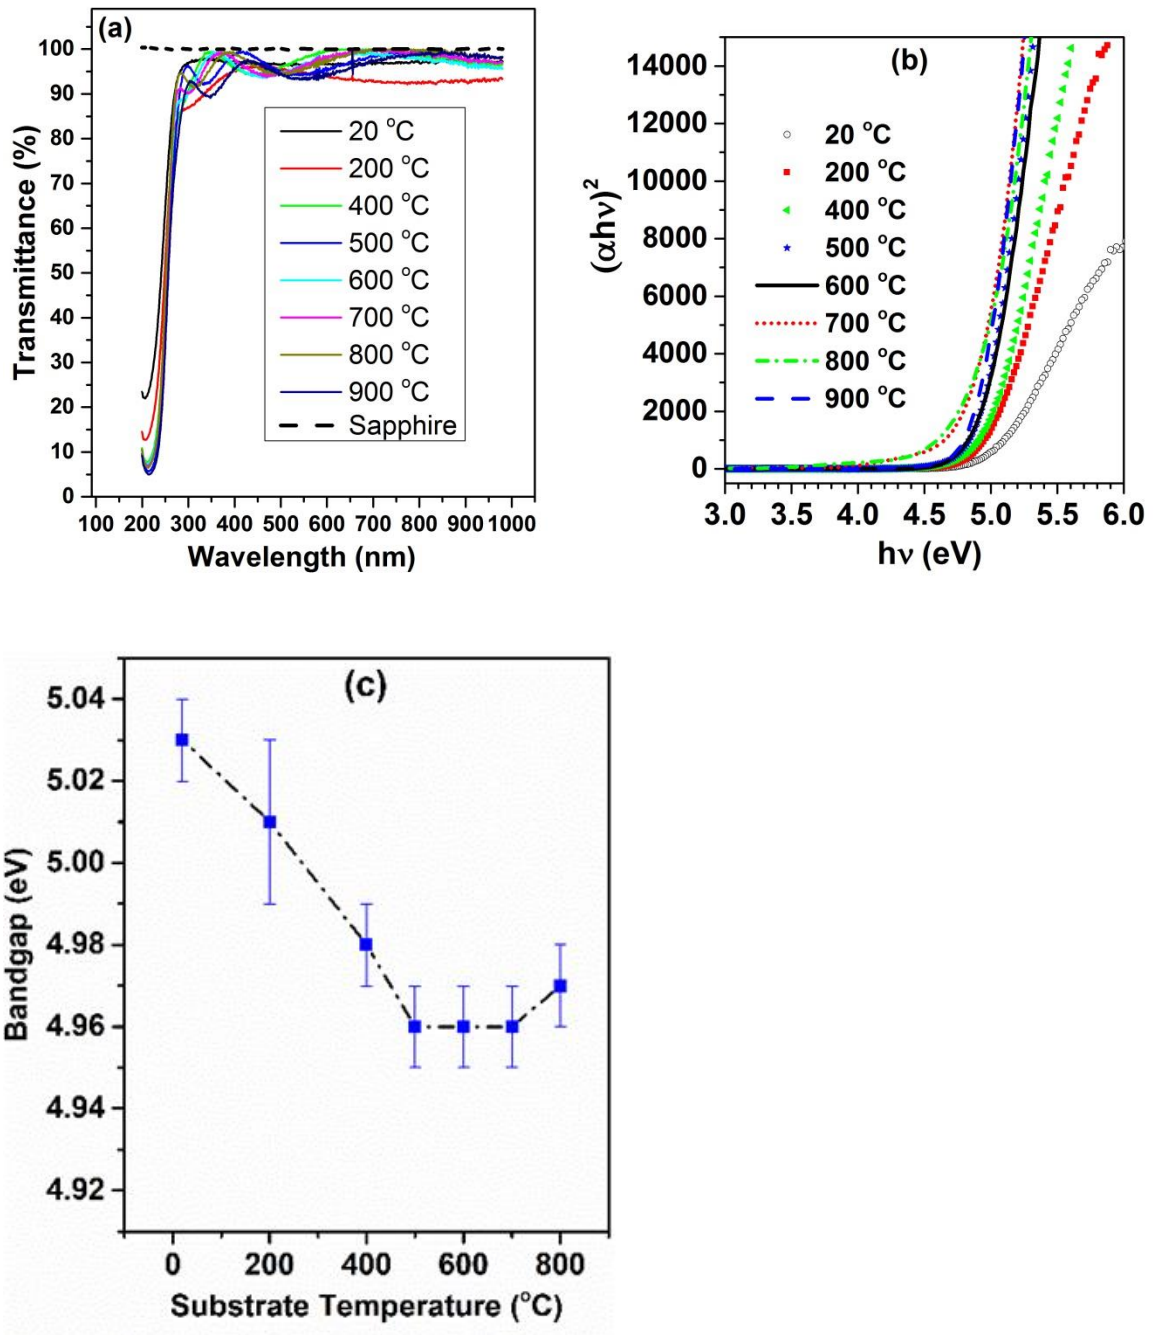 (a)
100
90
80
70
60
50
40
30
20
10
0
Transmittance (%)
20 °C
200 °C
400 °C
500 °C
600 °C
700 °C
800 °C
900 °C
Sapphire
100 200 300 400 500 600 700 800 900 1000
Wavelength (nm)
(b)
14000
12000
10000
8000
6000
4000
2000
0
(αhν)²
20 °C
200 °C
400 °C
500 °C
600 °C
700 °C
800 °C
900 °C
3.0 3.5 4.0 4.5 5.0 5.5 6.0
hν (eV)
(c)
5.04
5.02
5.00
4.98
4.96
4.94
4.92
Bandgap (eV)
0 200 400 600 800
Substrate Temperature (°C)